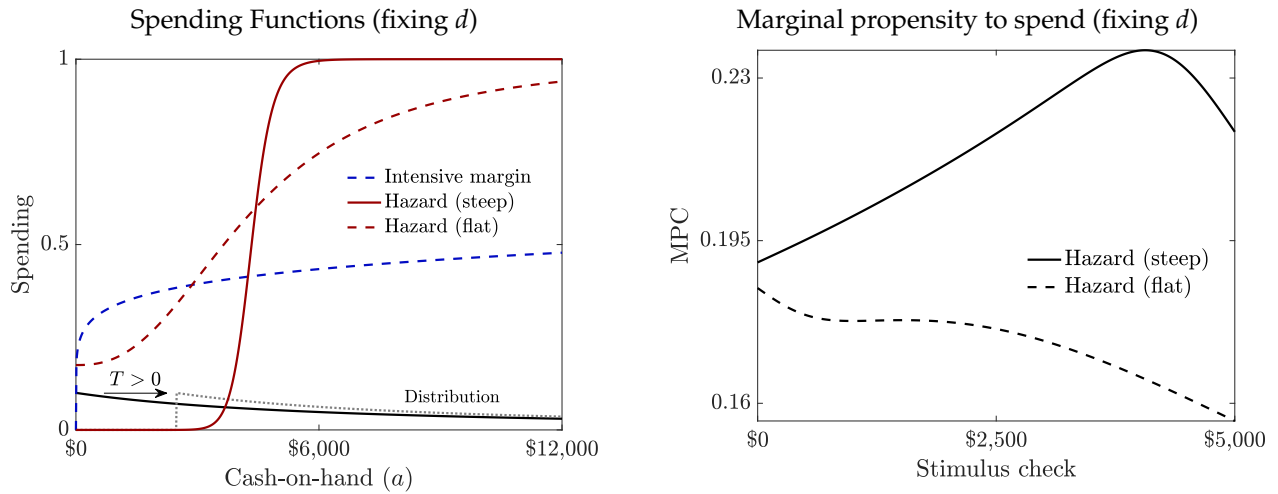 Spending Functions (fixing d)
1
0.5
0
Spending
Intensive margin
Hazard (steep)
Hazard (flat)
T > 0
Distribution
$0
$6,000
$12,000
Cash-on-hand (a)
Marginal propensity to spend (fixing d)
0.23
0.195
0.16
MPC
Hazard (steep)
Hazard (flat)
$0
$2,500
$5,000
Stimulus check